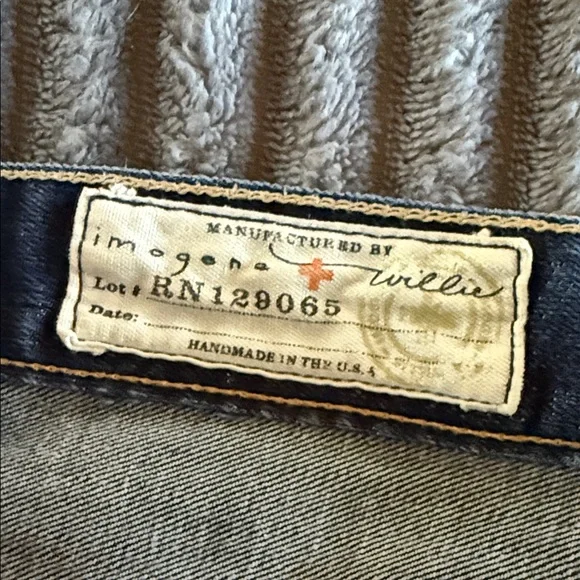 MANUFACTURED BY
imogene + willie
Lot # RN129065
Date:
HANDMADE IN THE U.S.A